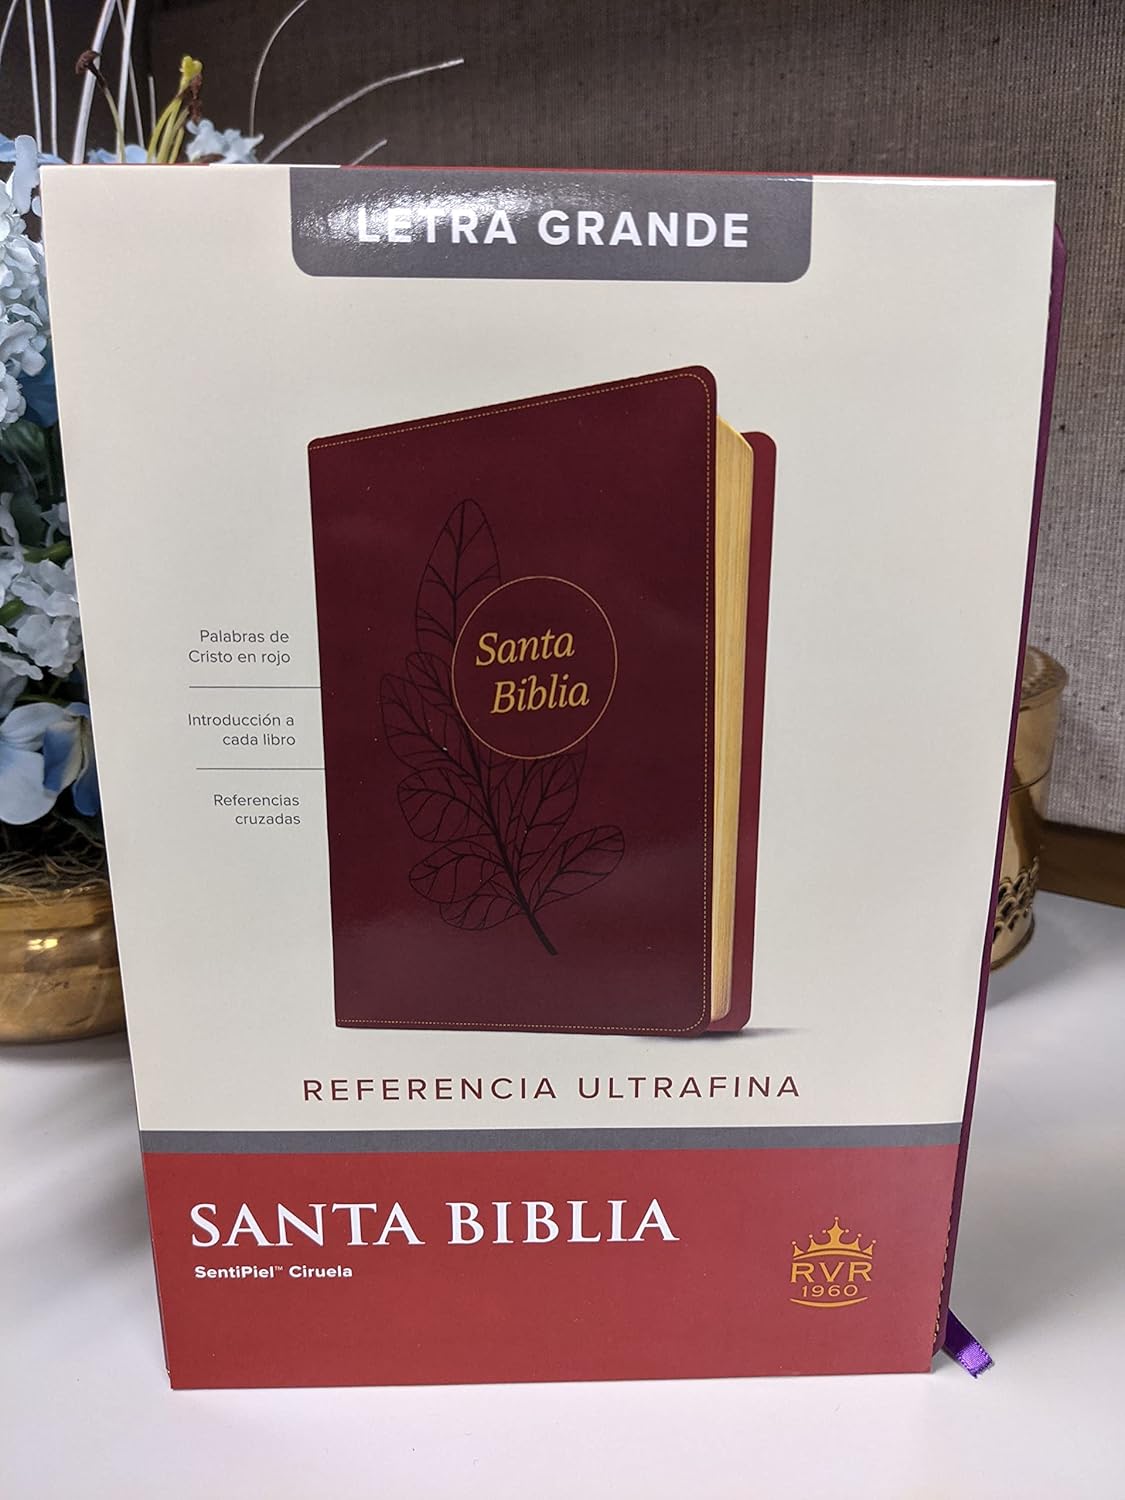 LETRA GRANDE
Palabras de
Cristo en rojo
Introducción a
cada libro
Referencias
cruzadas
Santa
Biblia
REFERENCIA ULTRAFINA
SANTA BIBLIA
SentiPiel™ Ciruela
RVR
1960